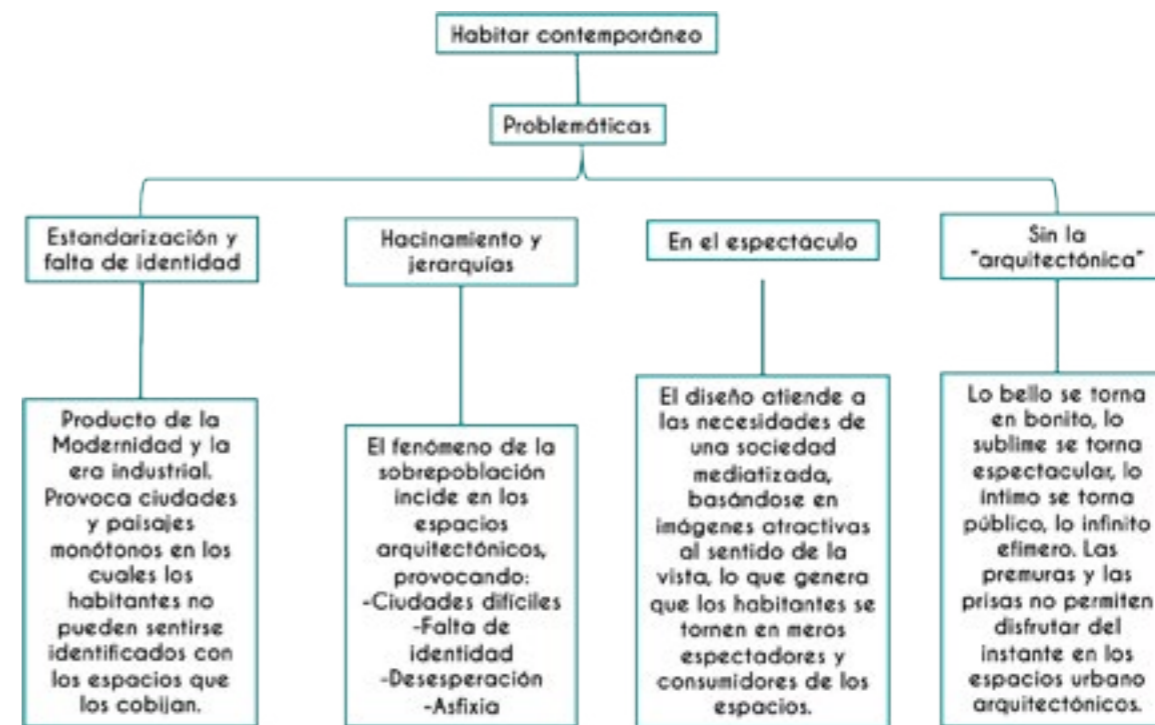 Habitar contemporáneo
Problemáticas
Estandarización y
falta de identidad
Hacinamiento y
jerarquías
En el espectáculo
Sin la
"arquitectónica"
Producto de la
Modernidad y la
era industrial.
Provoca ciudades
y paisajes
monótonos en los
cuales los
habitantes no
pueden sentirse
identificados con
los espacios que
los cobijan.
El fenómeno de la
sobrepoblación
incide en los
espacios
arquitectónicos,
provocando:
-Ciudades difíciles
-Falta de
identidad
-Desesperación
-Asfixia
El diseño atiende a
las necesidades de
una sociedad
mediatizada,
basándose en
imágenes atractivas
al sentido de la
vista, lo que genera
que los habitantes se
tornen en meros
espectadores y
consumidores de los
espacios.
Lo bello se torna
en bonito, lo
sublime se torna
espectacular, lo
íntimo se torna
público, lo infinito
efímero. Las
premuras y las
prisas no permiten
disfrutar del
instante en los
espacios urbano
arquitectónicos.